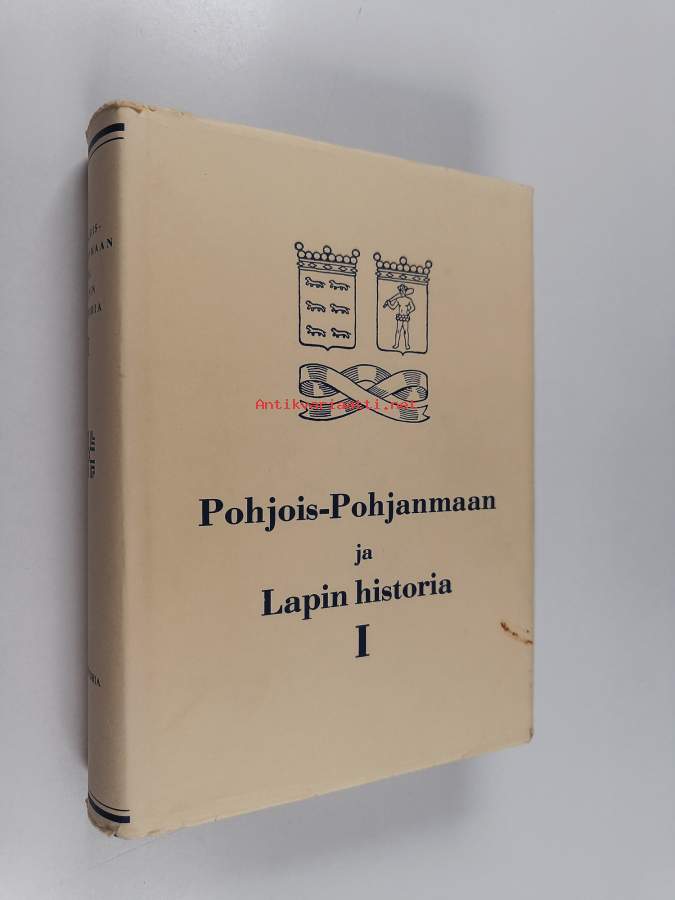 Antikvariaatti.net
Pohjois-Pohjanmaan
ja
Lapin historia
I